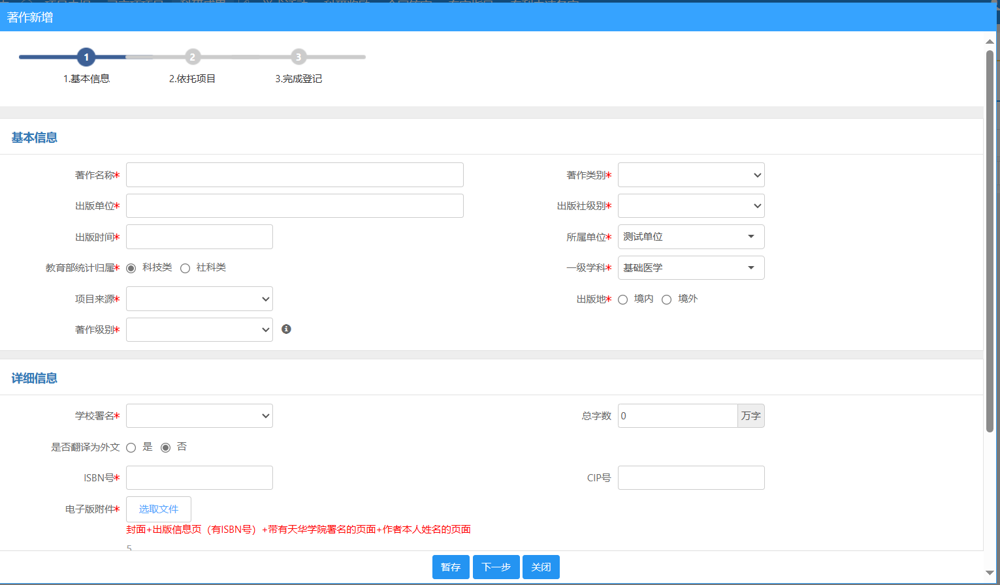 著作新增
1 2 3
1.基本信息 2.依托项目 3.完成登记
基本信息
著作名称* 著作类别*
出版单位* 出版社级别*
出版时间* 所属单位* 测试单位
教育部统计归属* 科技类 社科类 一级学科* 基础医学
项目来源* 出版地* 境内 境外
著作级别*
详细信息
学校署名* 总字数 0 万字
是否翻译为外文 是 否
ISBN号* CIP号
电子版附件* 选取文件
封面+出版信息页（有ISBN号）+带有天华学院署名的页面+作者本人姓名的页面
暂存 下一步 关闭